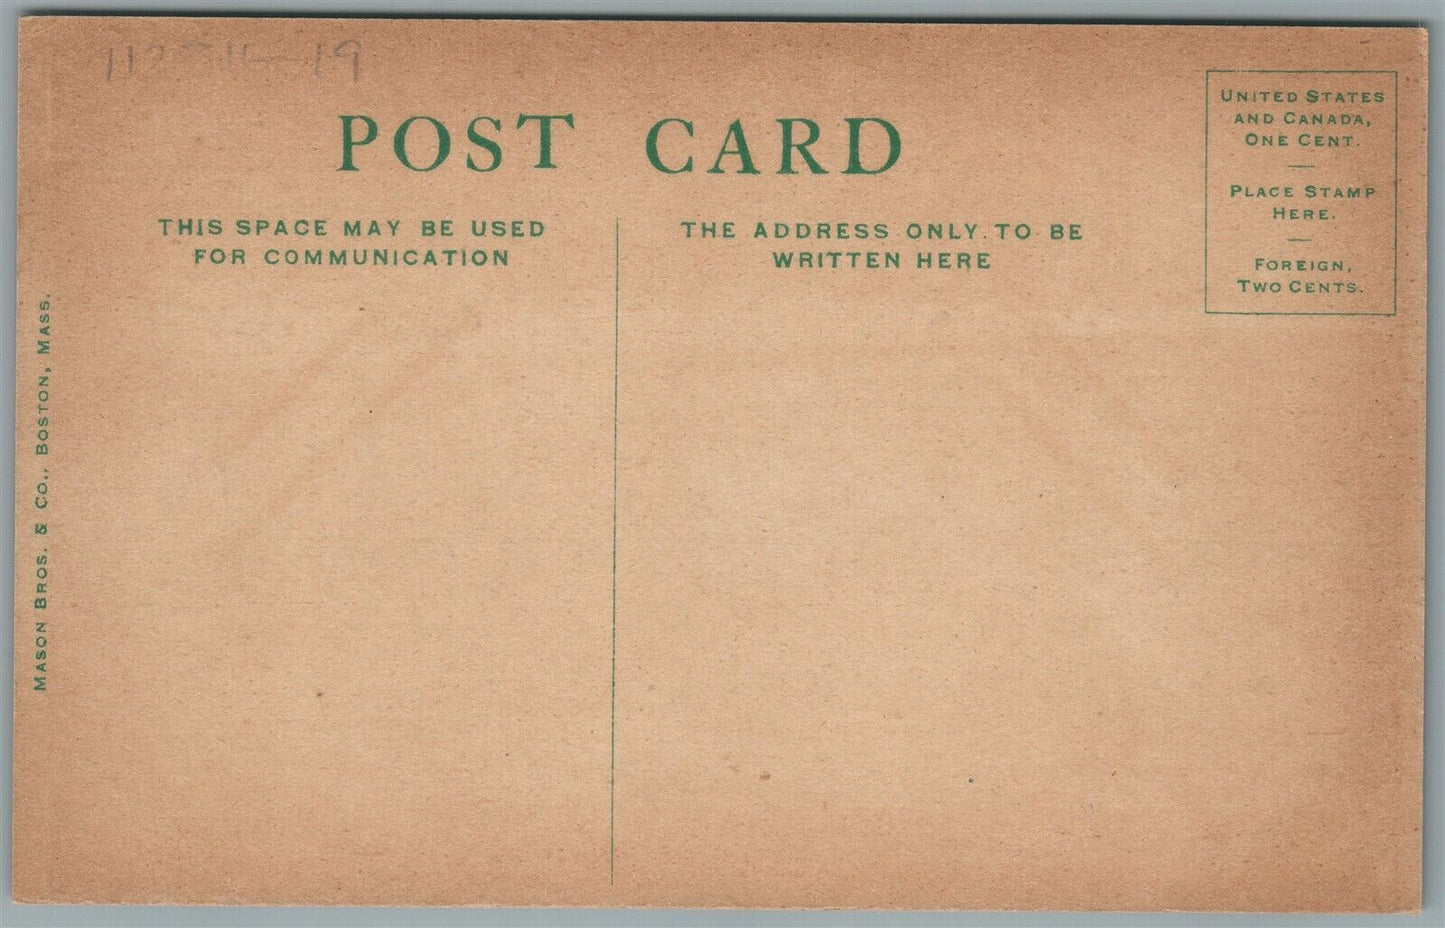 POST CARD
THIS SPACE MAY BE USED
FOR COMMUNICATION
THE ADDRESS ONLY TO BE
WRITTEN HERE
UNITED STATES
AND CANADA,
ONE CENT.
—
PLACE STAMP
HERE.
—
FOREIGN,
TWO CENTS.
MASON BROS. & CO., BOSTON, MASS.